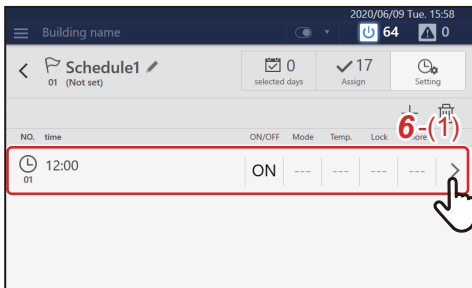 2020/06/09 Tue. 15:58
Building name 64 0
Schedule1 0 17
01 (Not set) selected days Assign Setting
6-(1)
NO. time ON/OFF Mode Temp. Lock
12:00 ON --- --- --- ---
01